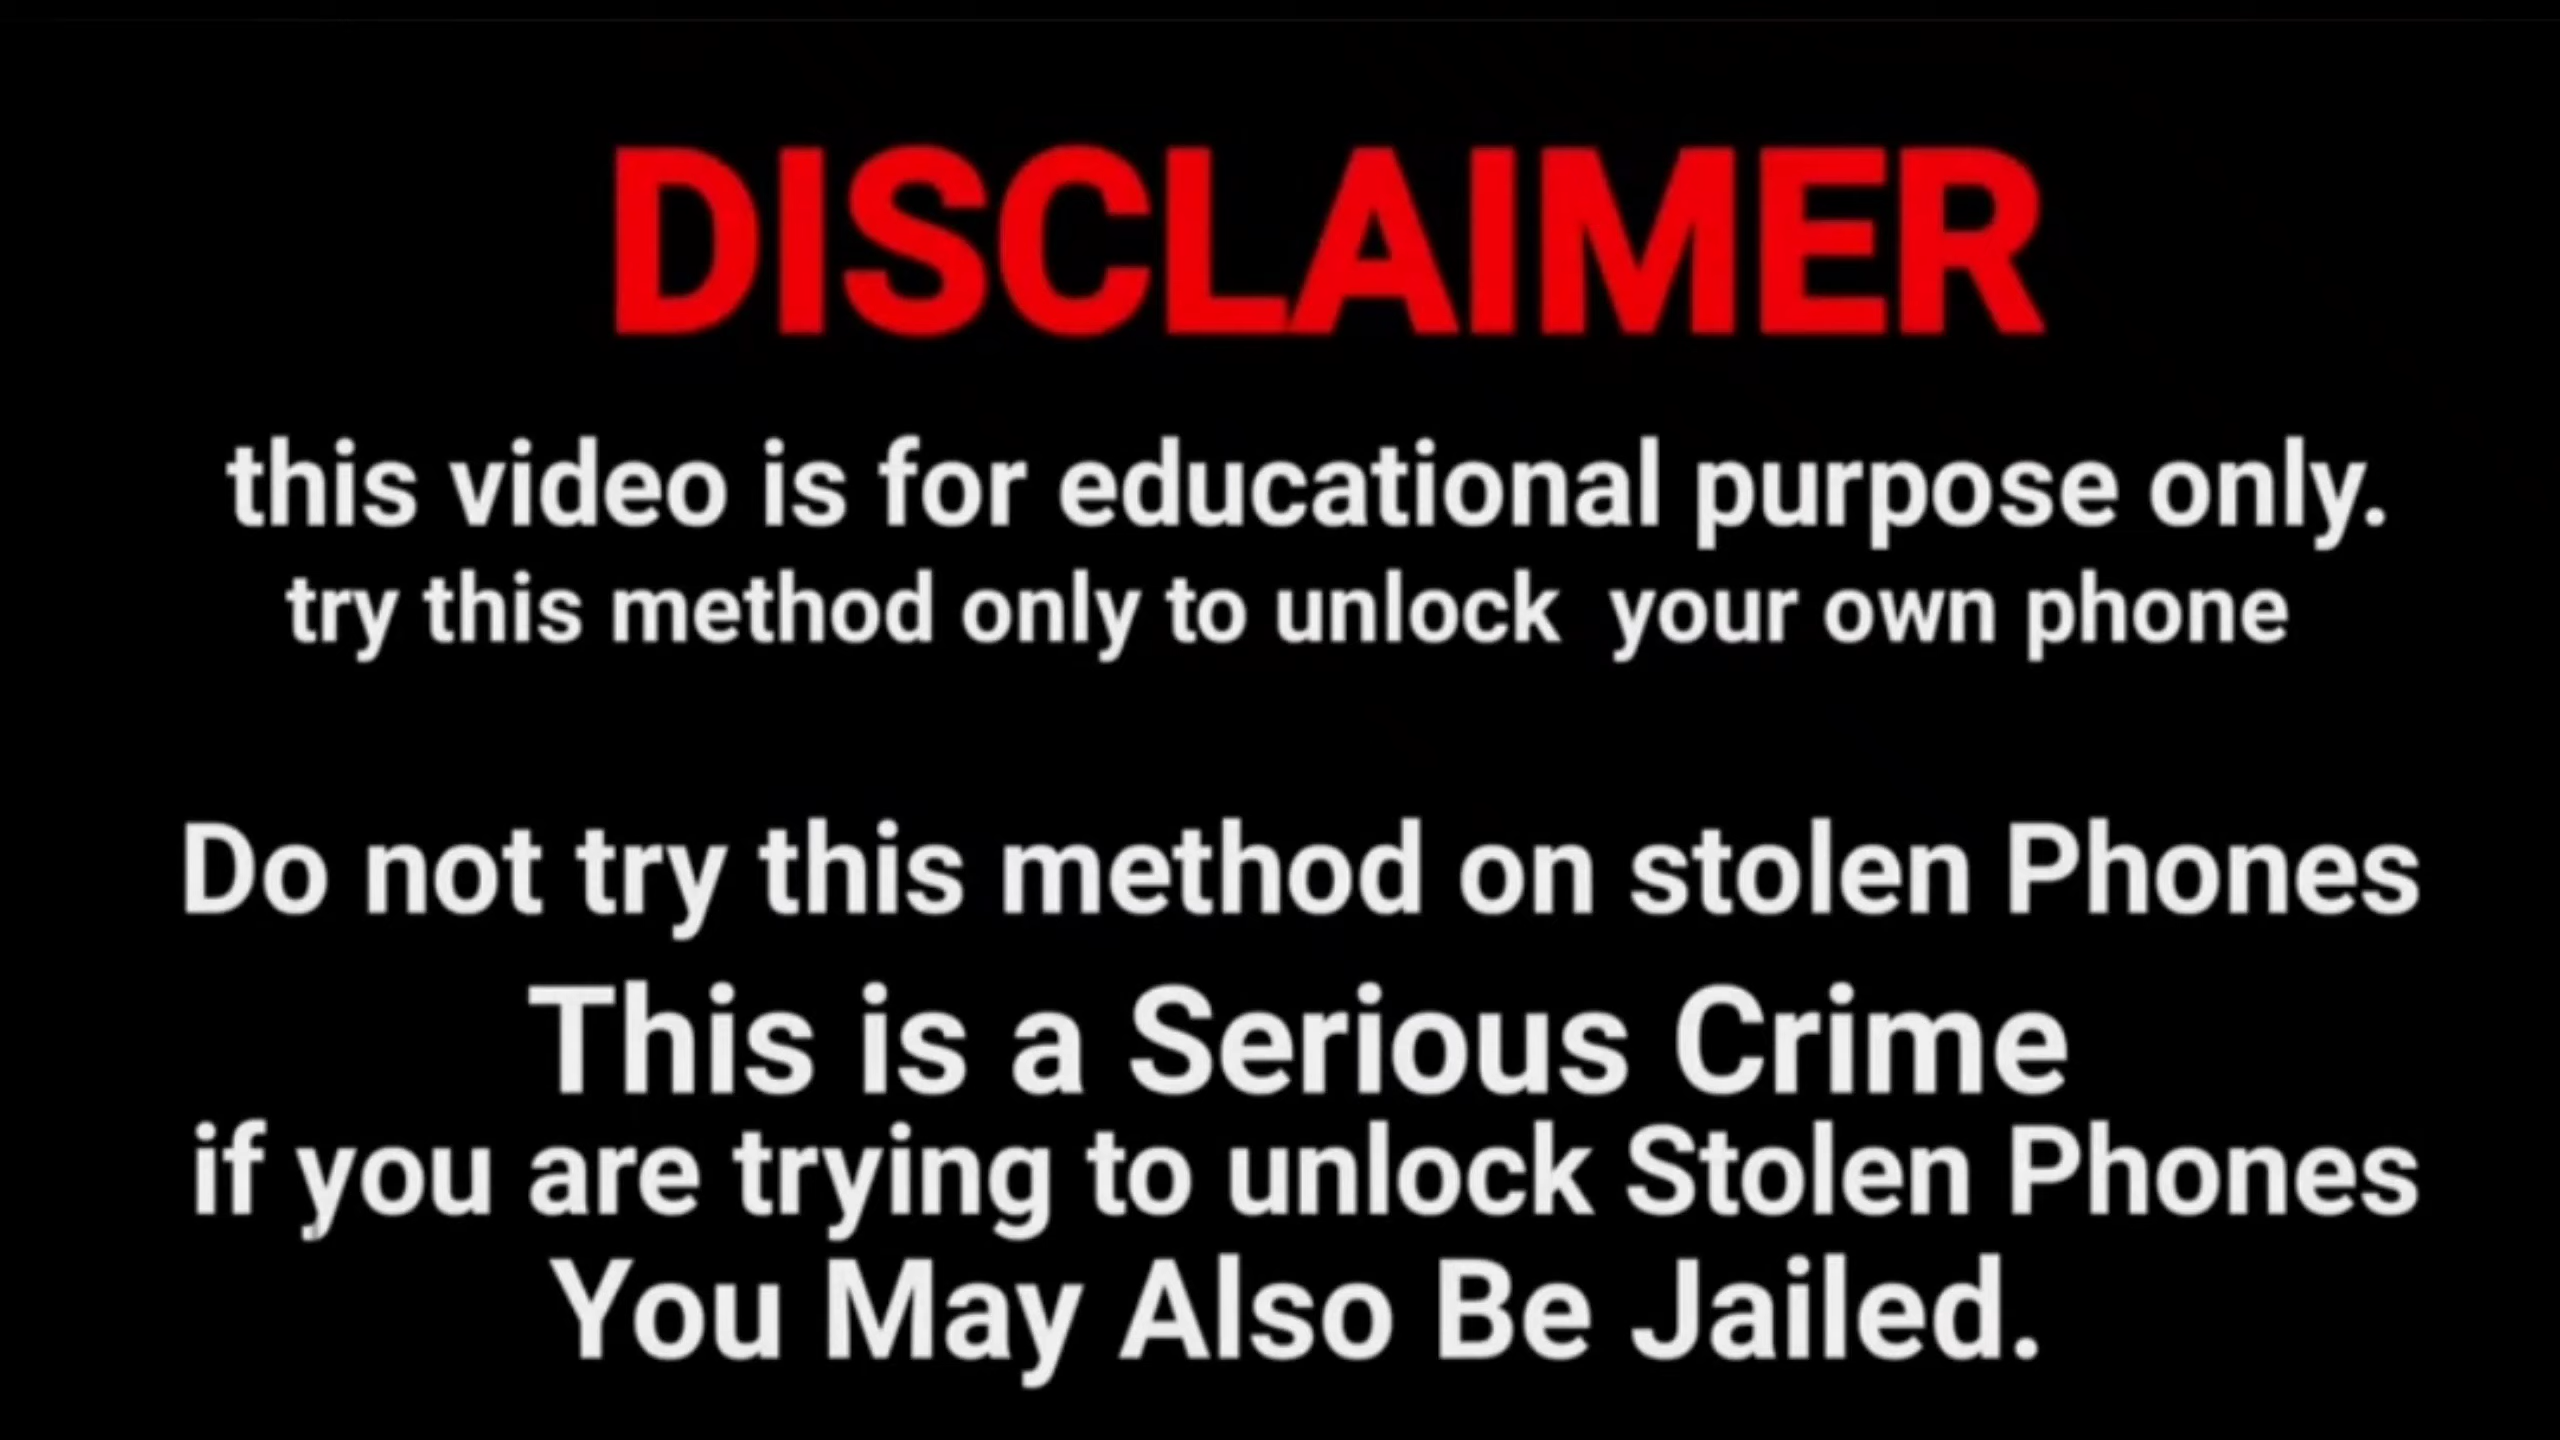 DISCLAIMER
this video is for educational purpose only.
try this method only to unlock your own phone
Do not try this method on stolen Phones
This is a Serious Crime
if you are trying to unlock Stolen Phones
You May Also Be Jailed.